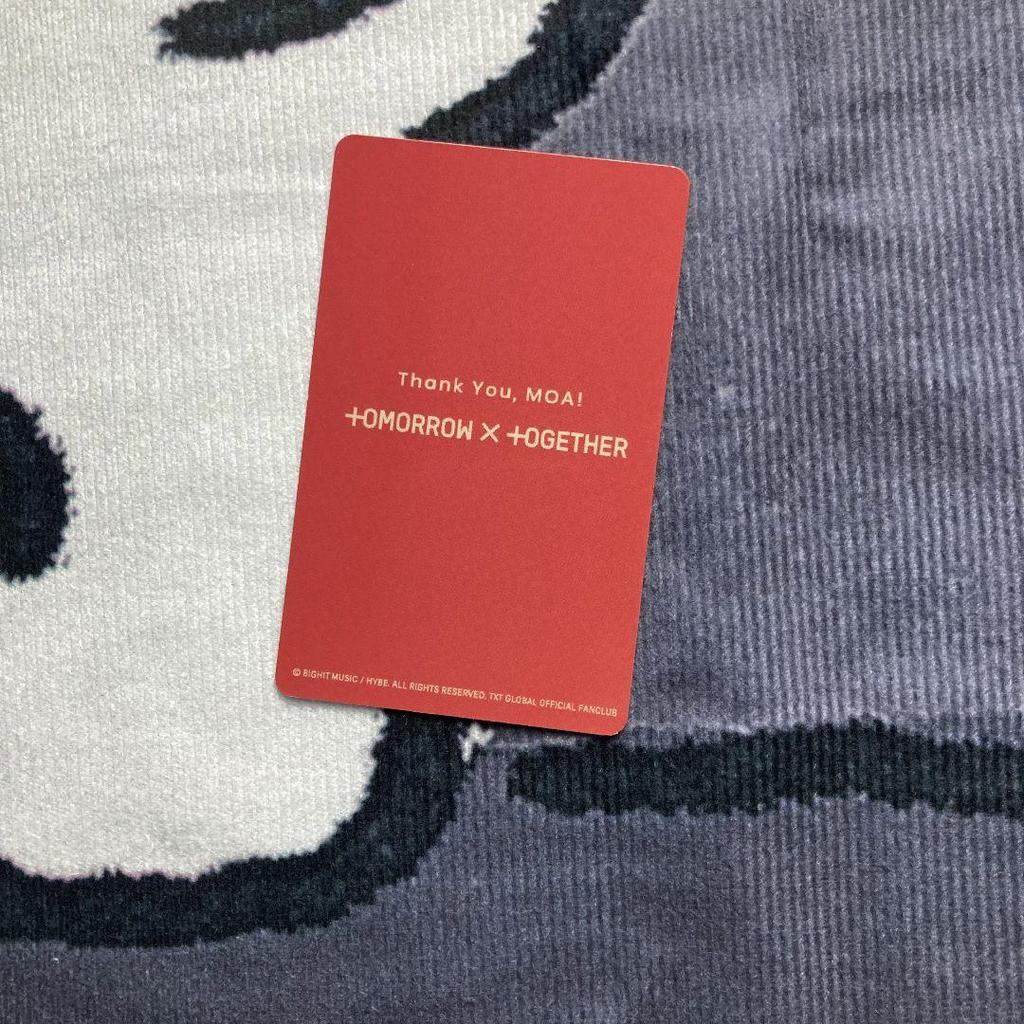 Thank You, MOA!
TOMORROW X TOGETHER
© BIGHIT MUSIC / HYBE. ALL RIGHTS RESERVED. TXT GLOBAL OFFICIAL FANCLUB